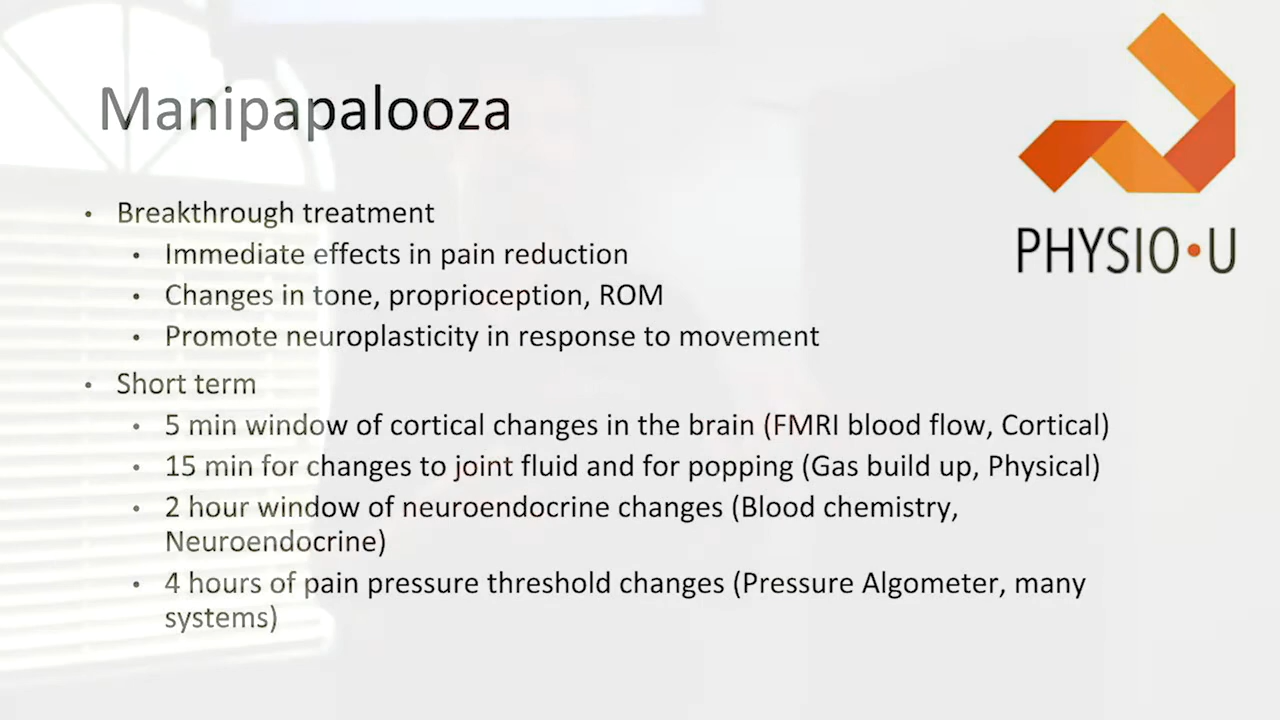 Manipapalooza
PHYSIO•U
• Breakthrough treatment
• Immediate effects in pain reduction
• Changes in tone, proprioception, ROM
• Promote neuroplasticity in response to movement
• Short term
• 5 min window of cortical changes in the brain (FMRI blood flow, Cortical)
• 15 min for changes to joint fluid and for popping (Gas build up, Physical)
• 2 hour window of neuroendocrine changes (Blood chemistry,
Neuroendocrine)
• 4 hours of pain pressure threshold changes (Pressure Algometer, many
systems)